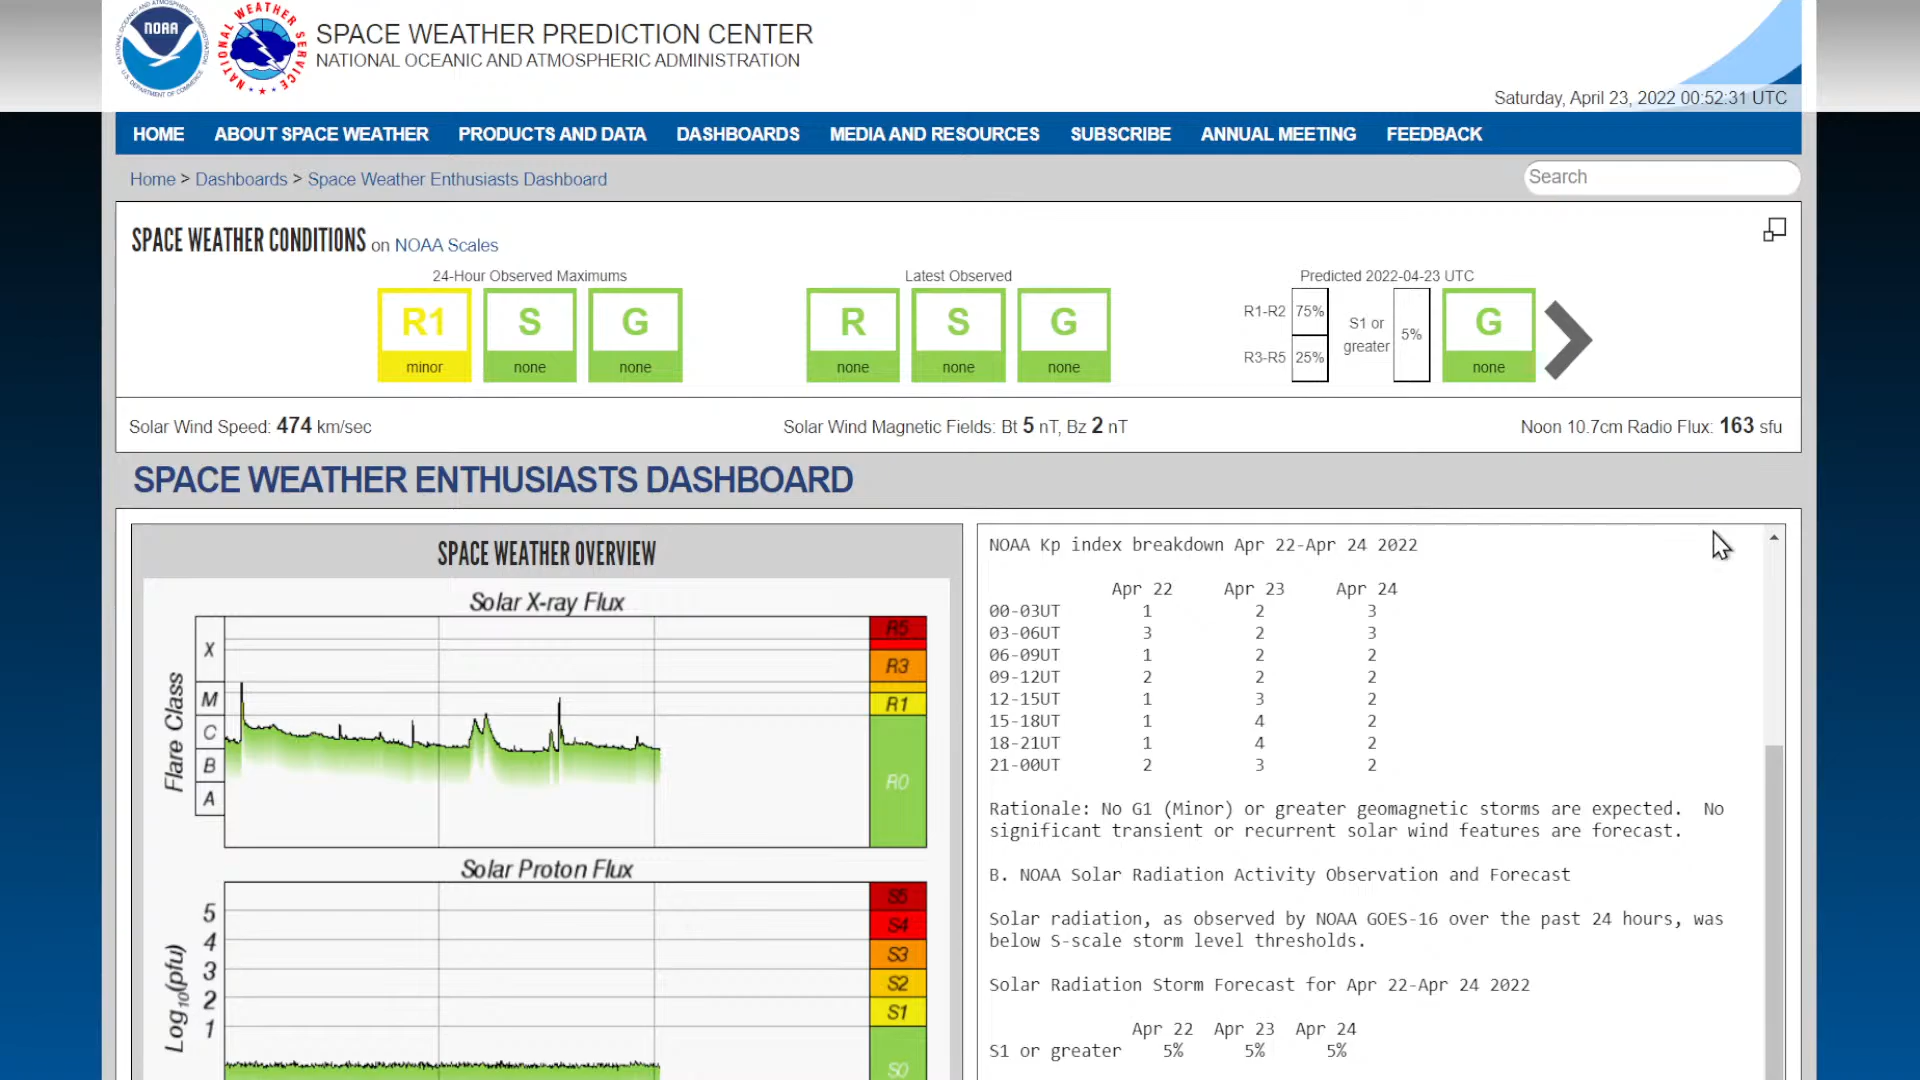 NOAA
NATIONAL WEATHER SERVICE
SPACE WEATHER PREDICTION CENTER
NATIONAL OCEANIC AND ATMOSPHERIC ADMINISTRATION
Saturday, April 23, 2022 00:52:31 UTC
HOME ABOUT SPACE WEATHER PRODUCTS AND DATA DASHBOARDS MEDIA AND RESOURCES SUBSCRIBE ANNUAL MEETING FEEDBACK
Home > Dashboards > Space Weather Enthusiasts Dashboard
Search
SPACE WEATHER CONDITIONS on NOAA Scales
24-Hour Observed Maximums
R1 S G
minor none none
Latest Observed
R S G
none none none
Predicted 2022-04-23 UTC
R1-R2 75%
R3-R5 25%
S1 or
greater
5%
G
none
Solar Wind Speed: 474 km/sec
Solar Wind Magnetic Fields: Bt 5 nT, Bz 2 nT
Noon 10.7cm Radio Flux: 163 sfu
SPACE WEATHER ENTHUSIASTS DASHBOARD
SPACE WEATHER OVERVIEW
Solar X-ray Flux
Flare Class
X
M
C
B
A
R5
R3
R1
R0
Solar Proton Flux
Log10(pfu)
5
4
3
2
1
S5
S4
S3
S2
S1
S0
NOAA Kp index breakdown Apr 22-Apr 24 2022
Apr 22 Apr 23 Apr 24
00-03UT 1 2 3
03-06UT 3 2 3
06-09UT 1 2 2
09-12UT 2 2 2
12-15UT 1 3 2
15-18UT 1 4 2
18-21UT 1 4 2
21-00UT 2 3 2
Rationale: No G1 (Minor) or greater geomagnetic storms are expected. No
significant transient or recurrent solar wind features are forecast.
B. NOAA Solar Radiation Activity Observation and Forecast
Solar radiation, as observed by NOAA GOES-16 over the past 24 hours, was
below S-scale storm level thresholds.
Solar Radiation Storm Forecast for Apr 22-Apr 24 2022
Apr 22 Apr 23 Apr 24
S1 or greater 5% 5% 5%